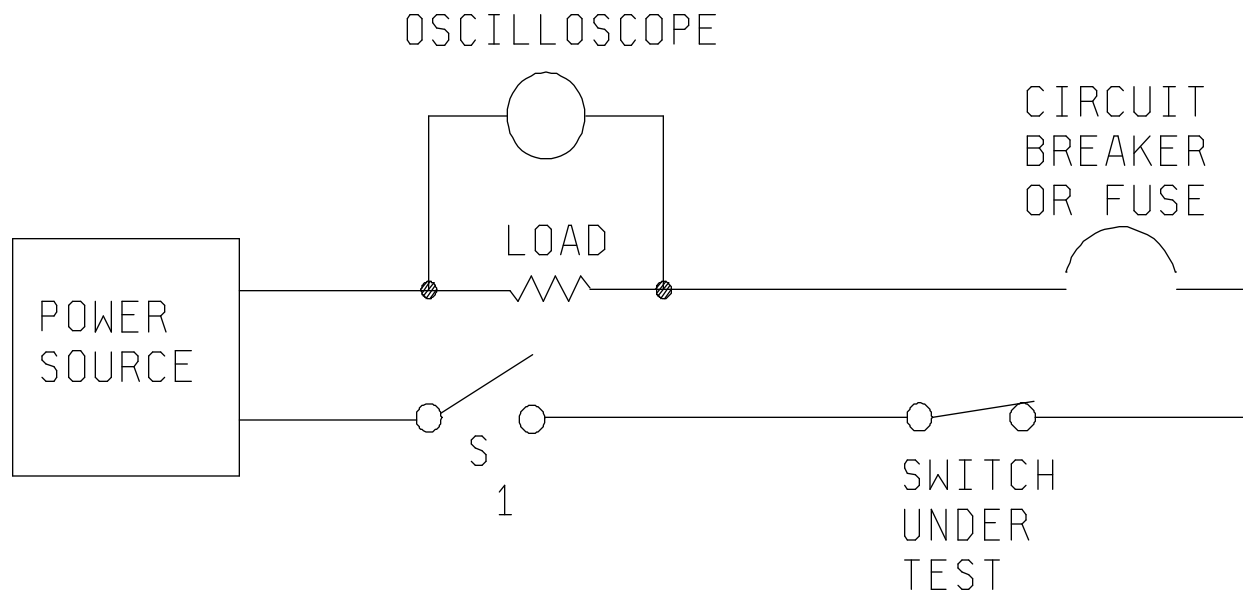 OSCILLOSCOPE
CIRCUIT
BREAKER
OR FUSE
LOAD
POWER
SOURCE
S
1
SWITCH
UNDER
TEST